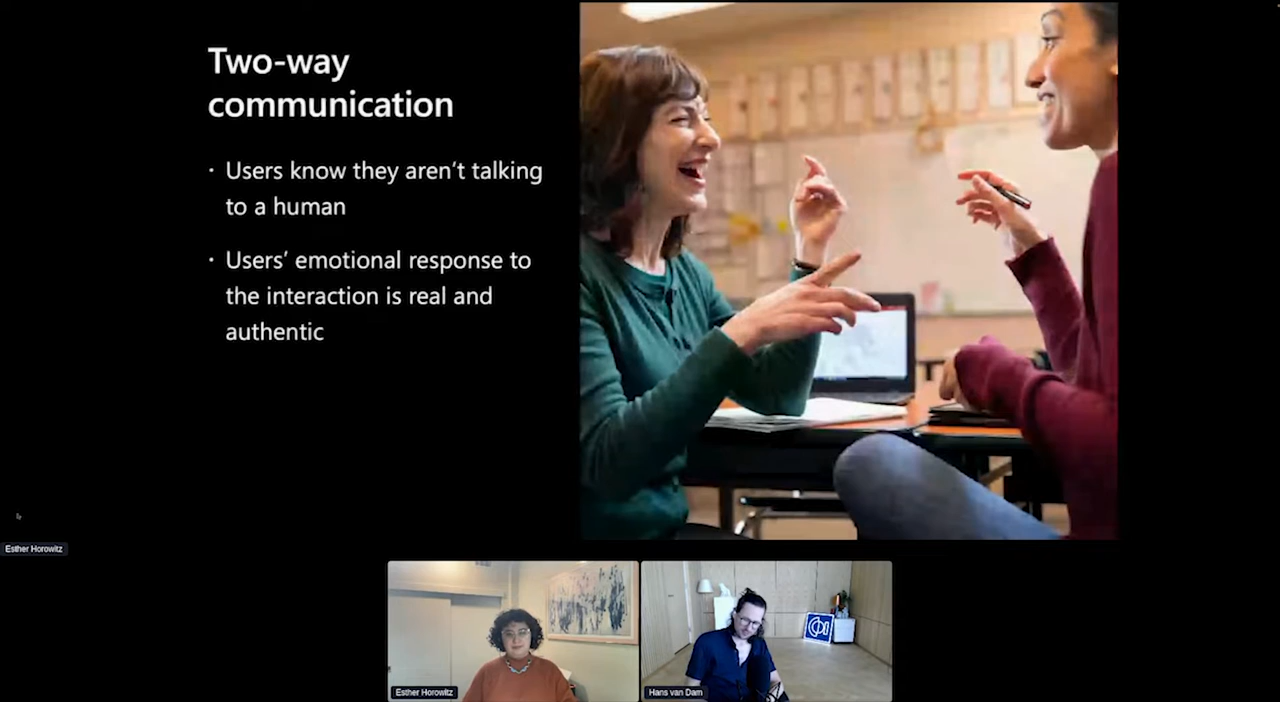 Two-way
communication
· Users know they aren't talking
to a human
· Users' emotional response to
the interaction is real and
authentic
Esther Horowitz
Esther Horowitz
Hans van Dam